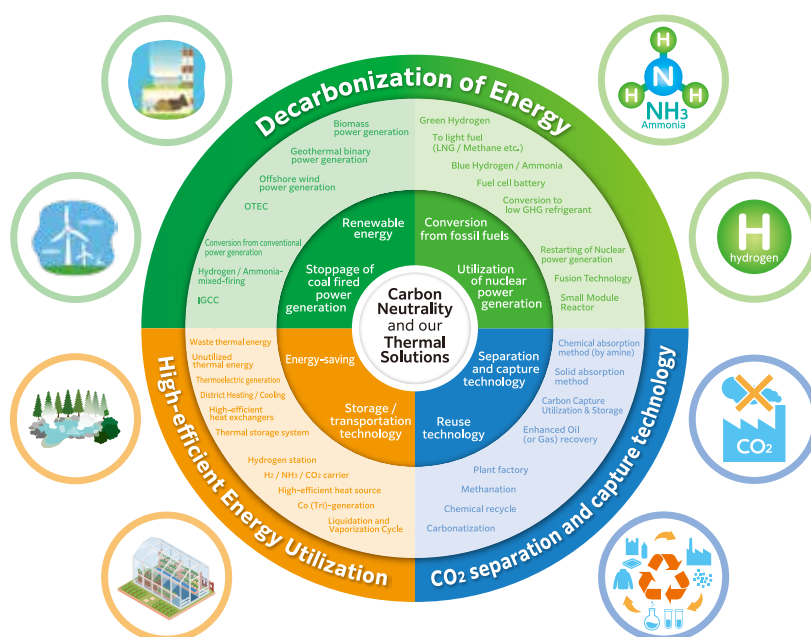 Decarbonization of Energy
Biomass
power generation
Geothermal binary
power generation
Offshore wind
power generation
OTEC
Conversion from conventional
power generation
Hydrogen / Ammonia-
mixed-firing
IGCC
Renewable
energy
Stoppage of
coal fired
power
generation
Green Hydrogen
To light fuel
(LNG / Methane etc.)
Blue Hydrogen / Ammonia
Fuel cell battery
Conversion to
low GHG refrigerant
Restarting of Nuclear
power generation
Fusion Technology
Small Module
Reactor
Conversion
from fossil fuels
Utilization
of nuclear
power
generation
Carbon
Neutrality
and our
Thermal
Solutions
High-efficient Energy Utilization
Waste thermal energy
Unutilized
thermal energy
Thermoelectric generation
District Heating / Cooling
High-efficient
heat exchangers
Thermal storage system
Hydrogen station
H2 / NH3 / CO2 carrier
High-efficient heat source
Co (Tri)-generation
Liquidation and
Vaporization Cycle
Energy-saving
Storage /
transportation
technology
CO2 separation and capture technology
Separation
and capture
technology
Reuse
technology
Chemical absorption
method (by amine)
Solid absorption
method
Carbon Capture
Utilization & Storage
Enhanced Oil
(or Gas) recovery
Plant factory
Methanation
Chemical recycle
Carbonatization
H
N
H
H
NH3
Ammonia
H
hydrogen
CO2